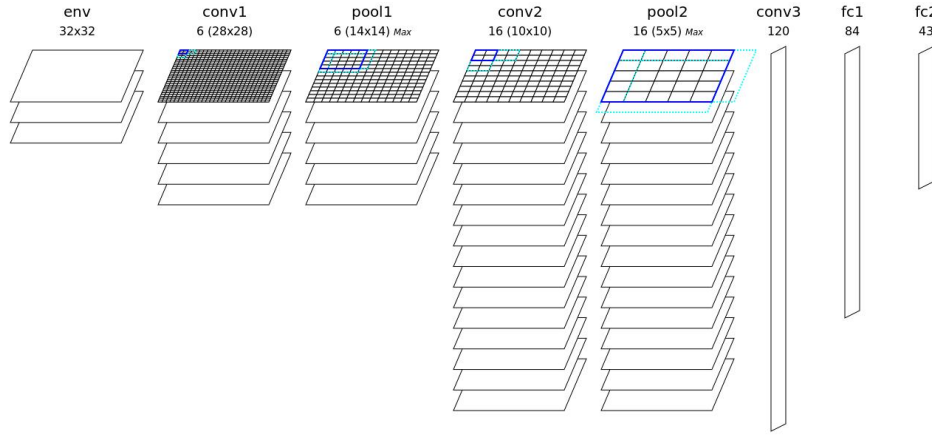 env
32x32
conv1
6 (28x28)
pool1
6 (14x14) Max
conv2
16 (10x10)
pool2
16 (5x5) Max
conv3
120
fc1
84
fc2
43